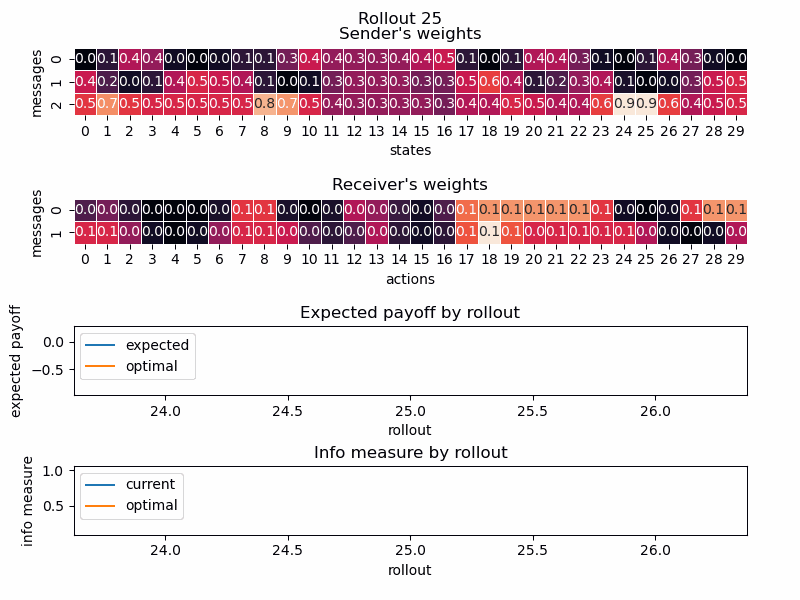 Rollout 25
Sender's weights
messages
0 0.0 0.1 0.4 0.4 0.0 0.0 0.0 0.1 0.1 0.3 0.4 0.4 0.3 0.3 0.4 0.4 0.4 0.1 0.0 0.1 0.4 0.4 0.3 0.1 0.0 0.1 0.4 0.3 0.0 0.0
1 0.4 0.2 0.0 0.1 0.4 0.5 0.5 0.4 0.1 0.0 0.1 0.3 0.3 0.3 0.3 0.3 0.3 0.5 0.6 0.4 0.1 0.2 0.3 0.4 0.1 0.0 0.0 0.3 0.5 0.5
2 0.5 0.7 0.5 0.5 0.5 0.5 0.5 0.5 0.8 0.7 0.5 0.4 0.3 0.3 0.3 0.3 0.3 0.4 0.4 0.5 0.5 0.4 0.4 0.6 0.9 0.9 0.6 0.4 0.5 0.5
0 1 2 3 4 5 6 7 8 9 10 11 12 13 14 15 16 17 18 19 20 21 22 23 24 25 26 27 28 29
states
Receiver's weights
messages
0 0.0 0.0 0.0 0.0 0.0 0.0 0.0 0.1 0.1 0.0 0.0 0.0 0.0 0.0 0.0 0.0 0.0 0.1 0.1 0.1 0.1 0.1 0.1 0.1 0.0 0.0 0.0 0.1 0.1 0.1
1 0.1 0.1 0.0 0.0 0.0 0.0 0.0 0.1 0.1 0.0 0.0 0.0 0.0 0.0 0.0 0.0 0.0 0.1 0.1 0.1 0.0 0.1 0.1 0.1 0.1 0.0 0.0 0.0 0.0 0.0
0 1 2 3 4 5 6 7 8 9 10 11 12 13 14 15 16 17 18 19 20 21 22 23 24 25 26 27 28 29
actions
Expected payoff by rollout
expected payoff
0.0
−0.5
expected
optimal
24.0 24.5 25.0 25.5 26.0
rollout
Info measure by rollout
info measure
1.0
0.5
current
optimal
24.0 24.5 25.0 25.5 26.0
rollout